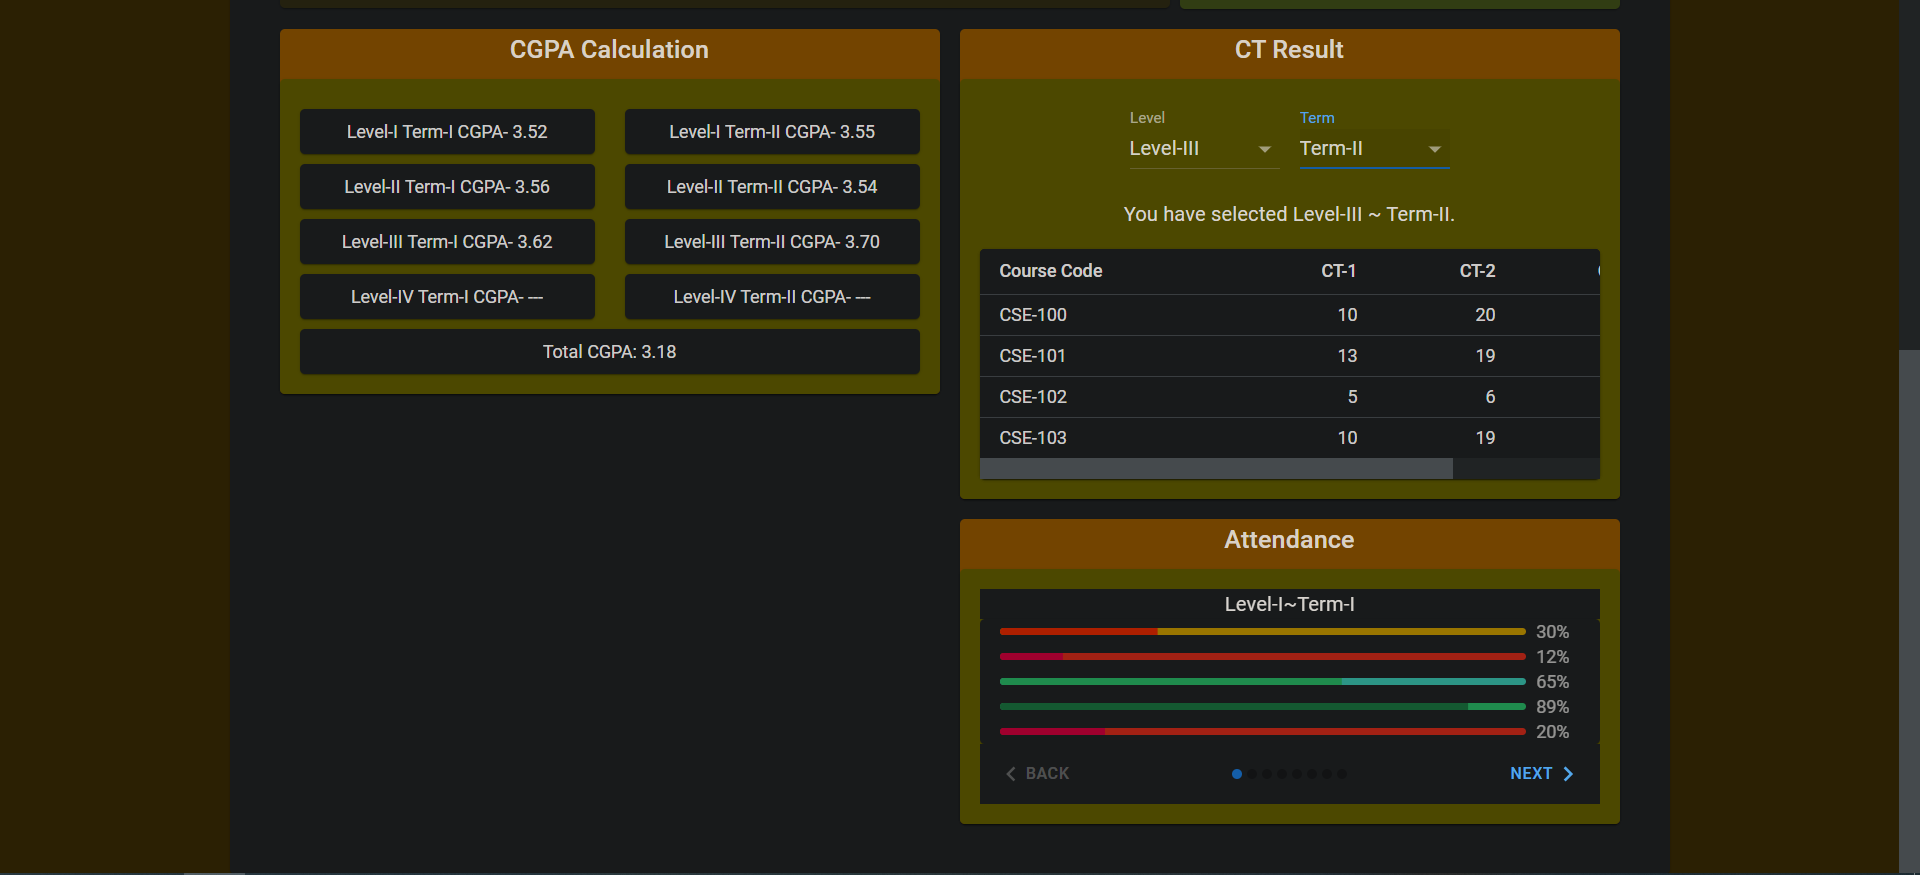 CGPA Calculation
Level-I Term-I CGPA- 3.52
Level-I Term-II CGPA- 3.55
Level-II Term-I CGPA- 3.56
Level-II Term-II CGPA- 3.54
Level-III Term-I CGPA- 3.62
Level-III Term-II CGPA- 3.70
Level-IV Term-I CGPA- ---
Level-IV Term-II CGPA- ---
Total CGPA: 3.18
CT Result
Level Term
Level-III Term-II
You have selected Level-III ~ Term-II.
Course Code CT-1 CT-2
CSE-100 10 20
CSE-101 13 19
CSE-102 5 6
CSE-103 10 19
Attendance
Level-I~Term-I
30%
12%
65%
89%
20%
BACK NEXT